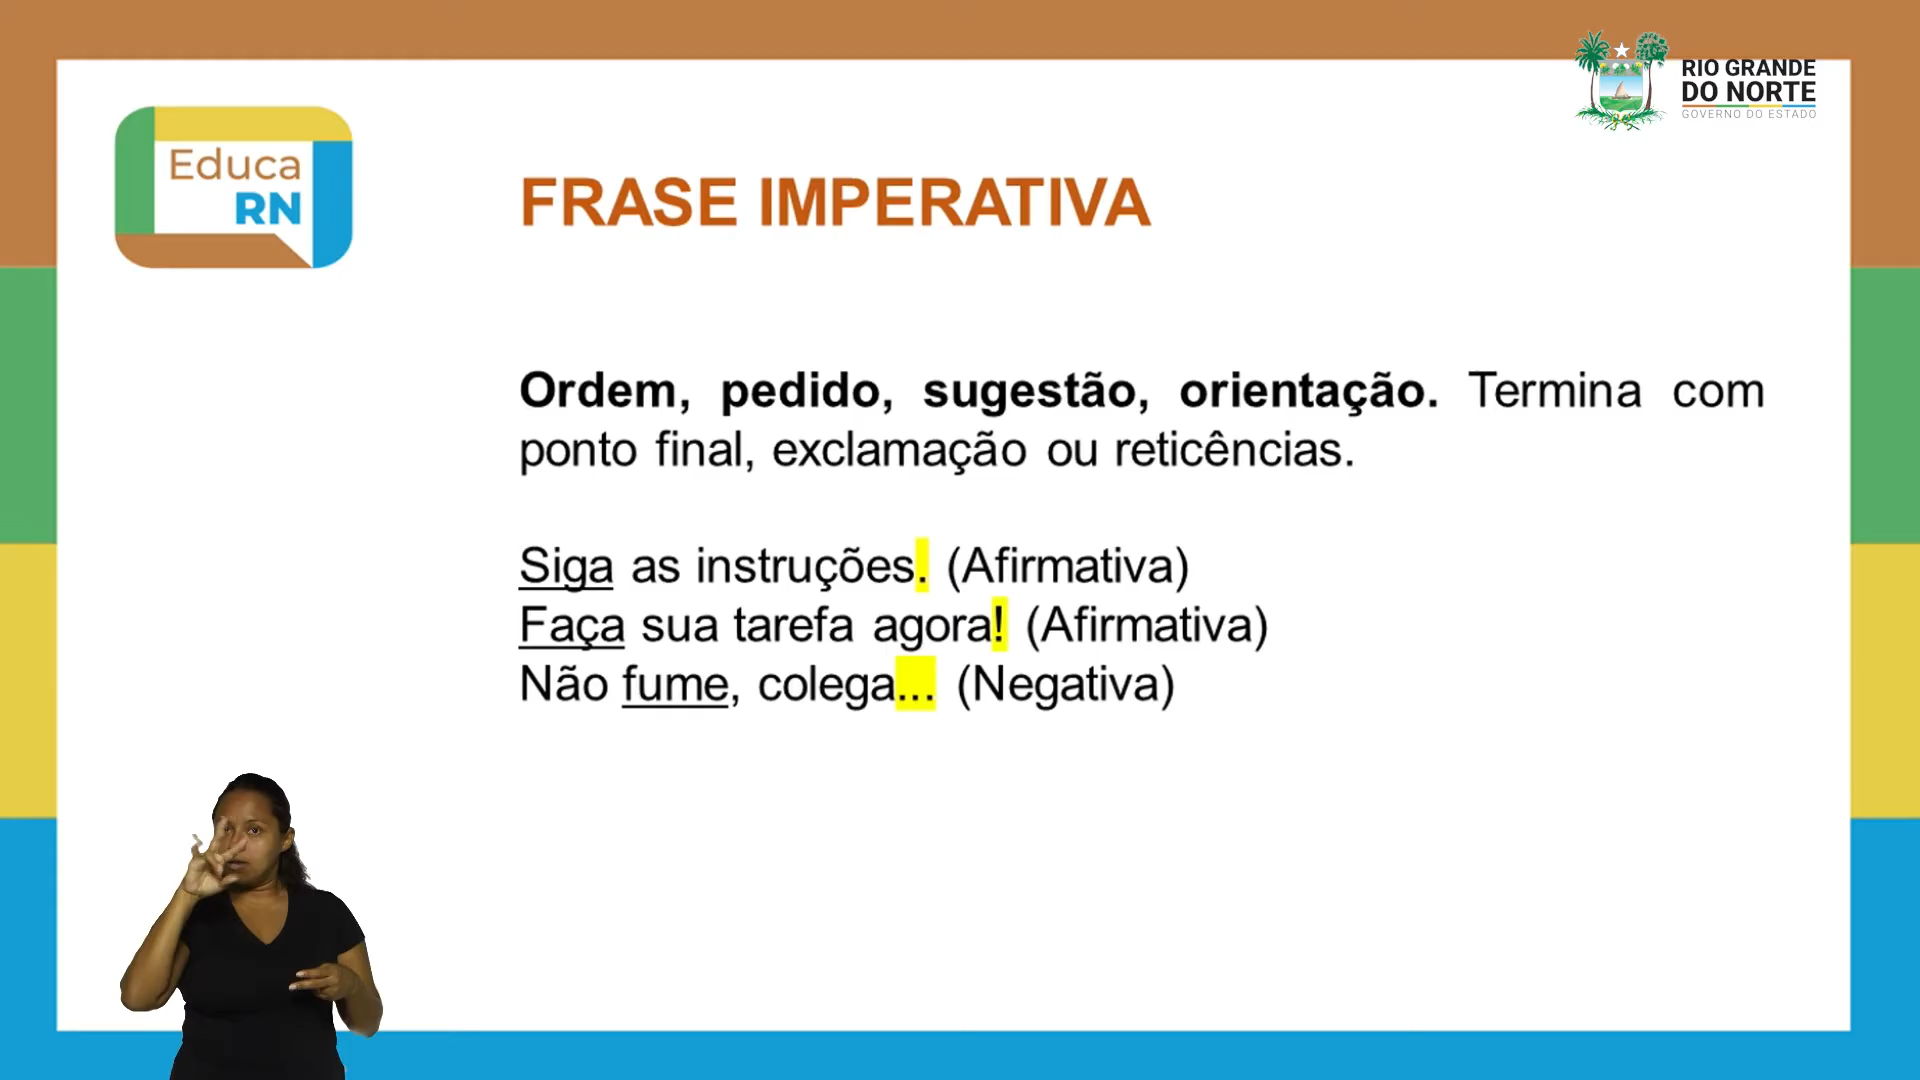 RIO GRANDE
DO NORTE
GOVERNO DO ESTADO
Educa
RN
FRASE IMPERATIVA
Ordem, pedido, sugestão, orientação. Termina com
ponto final, exclamação ou reticências.
Siga as instruções. (Afirmativa)
Faça sua tarefa agora! (Afirmativa)
Não fume, colega... (Negativa)